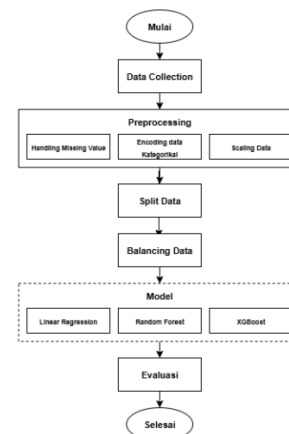 Mulai
Data Collection
Preprocessing
Handling Missing Value
Encoding data
Kategorikal
Scaling Data
Split Data
Balancing Data
Model
Linear Regression
Random Forest
XGBoost
Evaluasi
Selesai